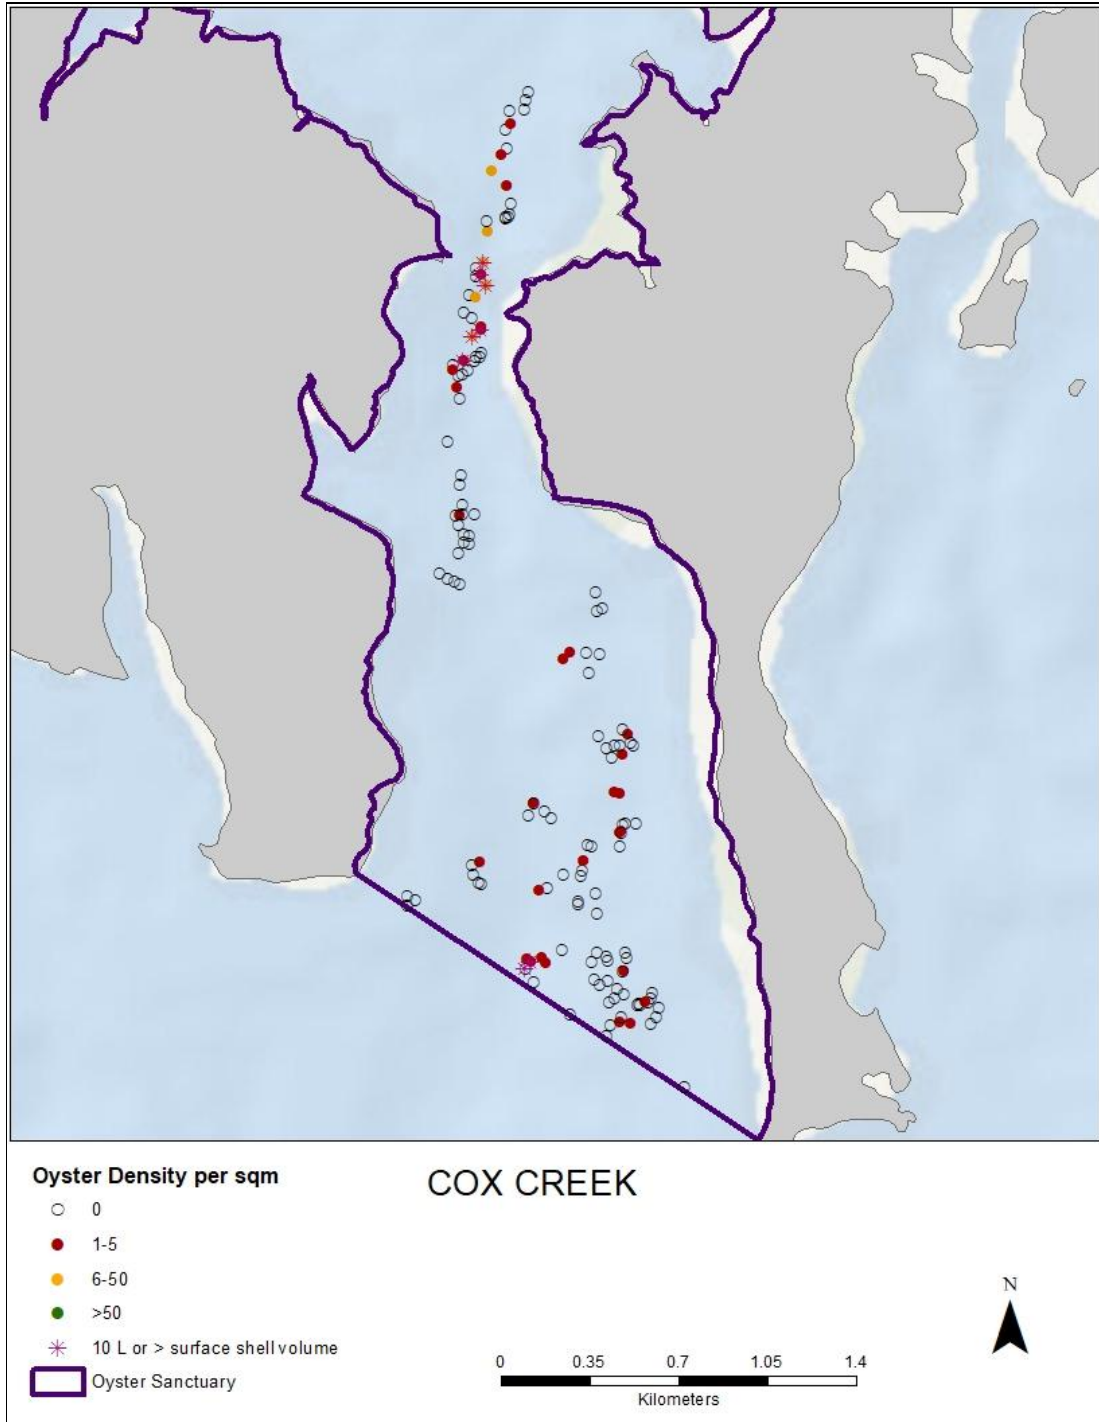 Oyster Density per sqm
COX CREEK
0
1-5
6-50
>50
10 L or > surface shell volume
Oyster Sanctuary
N
0 0.35 0.7 1.05 1.4
Kilometers